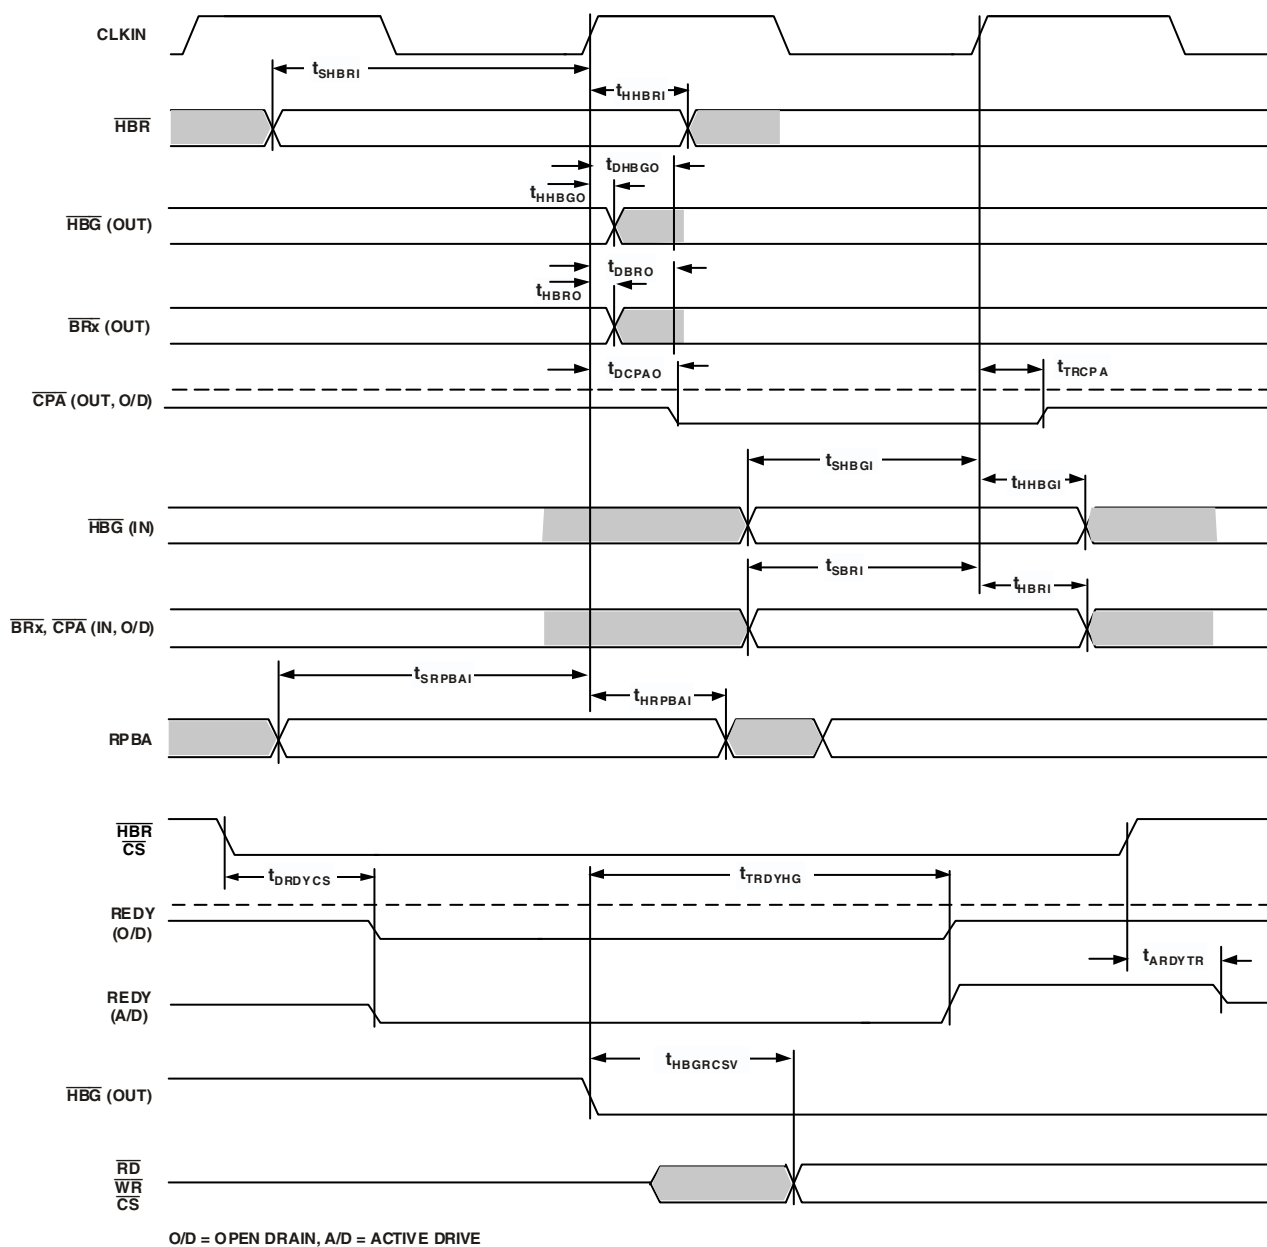 CLKIN
tSHBRI
tHHBRI
HBR
tDHBGO
tHHBGO
HBG (OUT)
tDBRO
tHBRO
BRx (OUT)
tDCPAO
tTRCPA
CPA (OUT, O/D)
tSHBGI
tHHBGI
HBG (IN)
tSBRI
tHBRI
BRx, CPA (IN, O/D)
tSRPBAI
tHRPBAI
RPBA
HBR
CS
tDRDYCS
tTRDYHG
REDY
(O/D)
tARDYTR
REDY
(A/D)
tHBGRCSV
HBG (OUT)
RD
WR
CS
O/D = OPEN DRAIN, A/D = ACTIVE DRIVE